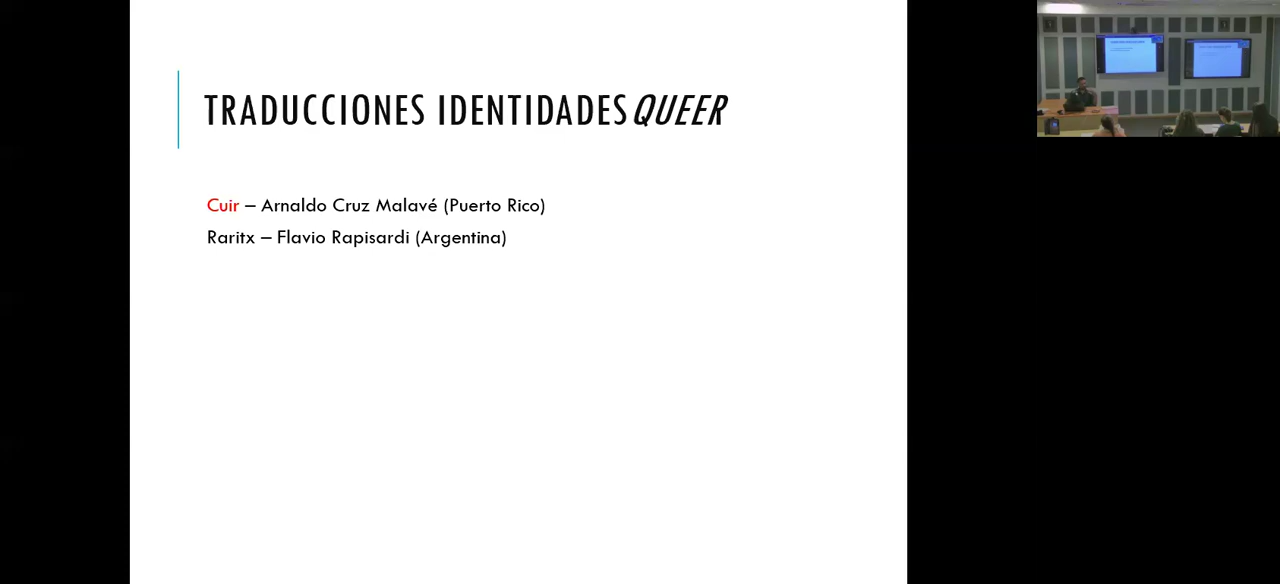 TRADUCCIONES IDENTIDADES QUEER
Cuir – Arnaldo Cruz Malavé (Puerto Rico)
Raritx – Flavio Rapisardi (Argentina)